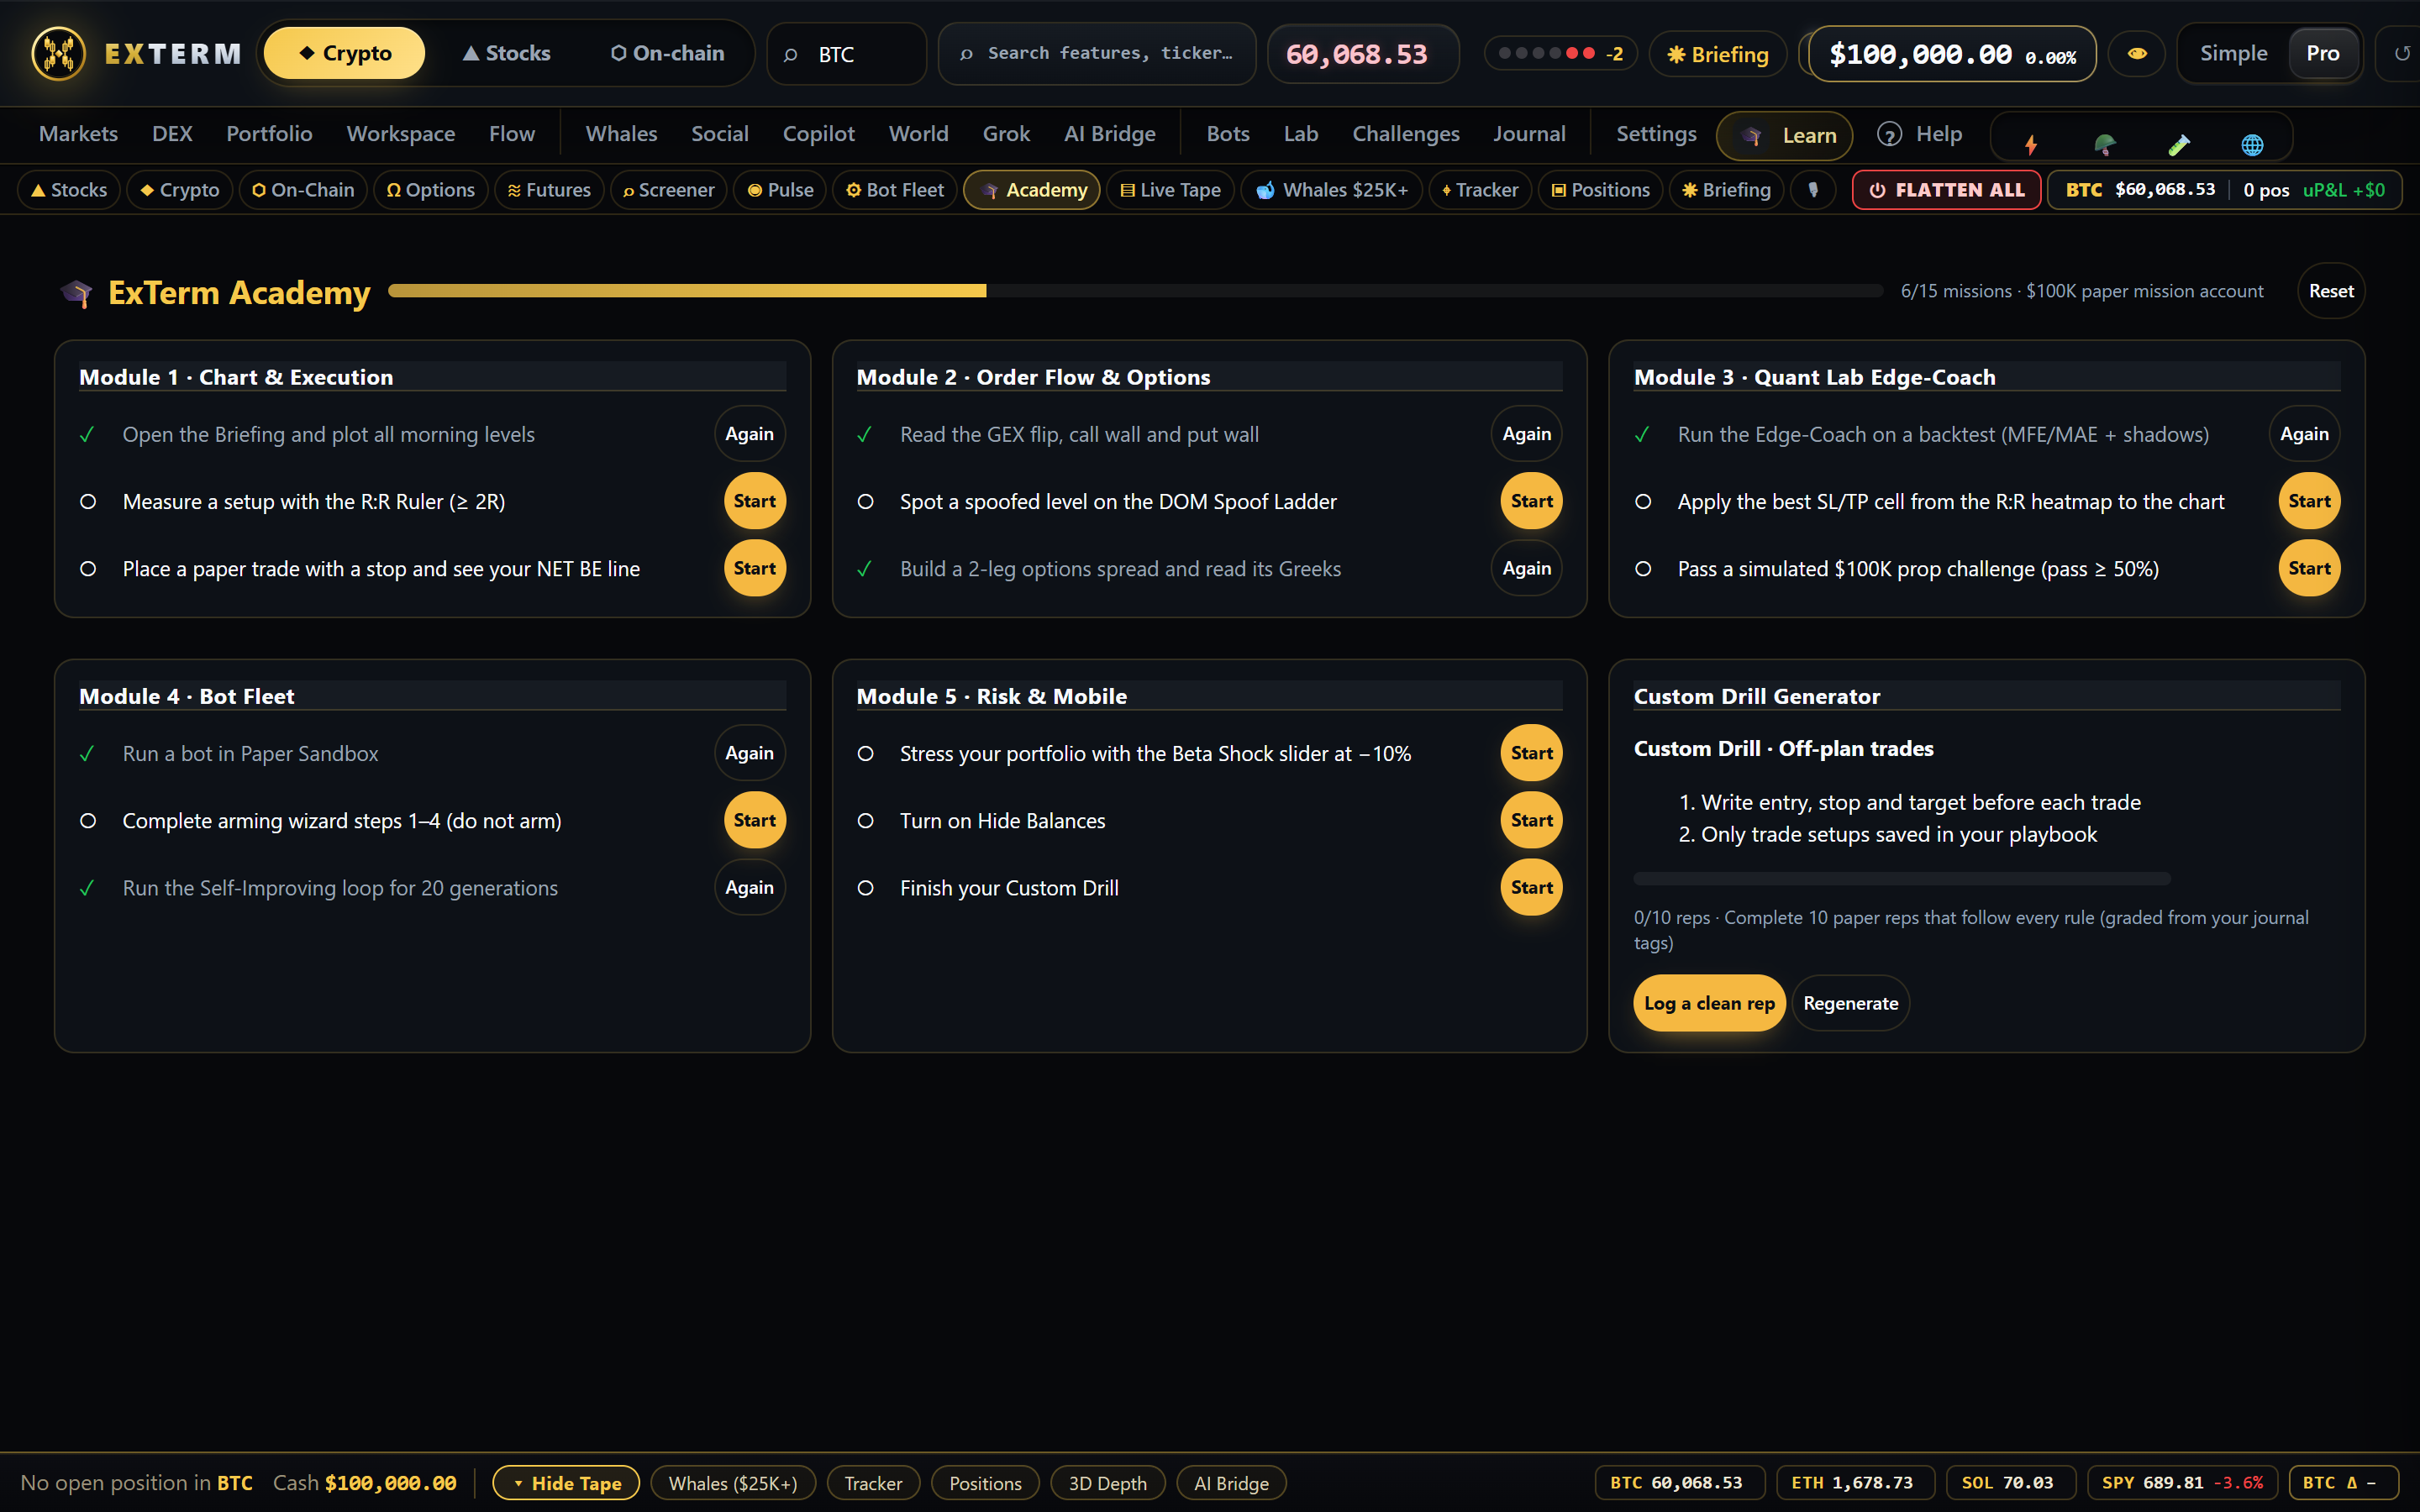 EXTERM
Crypto
Stocks
On-chain
BTC
Search features, ticker…
60,068.53
-2
Briefing
$100,000.00 0.00%
Simple
Pro
Markets
DEX
Portfolio
Workspace
Flow
Whales
Social
Copilot
World
Grok
AI Bridge
Bots
Lab
Challenges
Journal
Settings
Learn
? Help
Stocks
Crypto
On-Chain
Ω Options
Futures
Screener
Pulse
Bot Fleet
Academy
Live Tape
Whales $25K+
Tracker
Positions
Briefing
FLATTEN ALL
BTC $60,068.53 0 pos uP&L +$0
ExTerm Academy
6/15 missions · $100K paper mission account
Reset
Module 1 · Chart & Execution
✓ Open the Briefing and plot all morning levels
Again
Measure a setup with the R:R Ruler (≥ 2R)
Start
Place a paper trade with a stop and see your NET BE line
Start
Module 2 · Order Flow & Options
✓ Read the GEX flip, call wall and put wall
Again
Spot a spoofed level on the DOM Spoof Ladder
Start
✓ Build a 2-leg options spread and read its Greeks
Again
Module 3 · Quant Lab Edge-Coach
✓ Run the Edge-Coach on a backtest (MFE/MAE + shadows)
Again
Apply the best SL/TP cell from the R:R heatmap to the chart
Start
Pass a simulated $100K prop challenge (pass ≥ 50%)
Start
Module 4 · Bot Fleet
✓ Run a bot in Paper Sandbox
Again
Complete arming wizard steps 1–4 (do not arm)
Start
✓ Run the Self-Improving loop for 20 generations
Again
Module 5 · Risk & Mobile
Stress your portfolio with the Beta Shock slider at −10%
Start
Turn on Hide Balances
Start
Finish your Custom Drill
Start
Custom Drill Generator
Custom Drill · Off-plan trades
1. Write entry, stop and target before each trade
2. Only trade setups saved in your playbook
0/10 reps · Complete 10 paper reps that follow every rule (graded from your journal
tags)
Log a clean rep
Regenerate
No open position in BTC Cash $100,000.00
Hide Tape
Whales ($25K+)
Tracker
Positions
3D Depth
AI Bridge
BTC 60,068.53
ETH 1,678.73
SOL 70.03
SPY 689.81 -3.6%
BTC Δ −